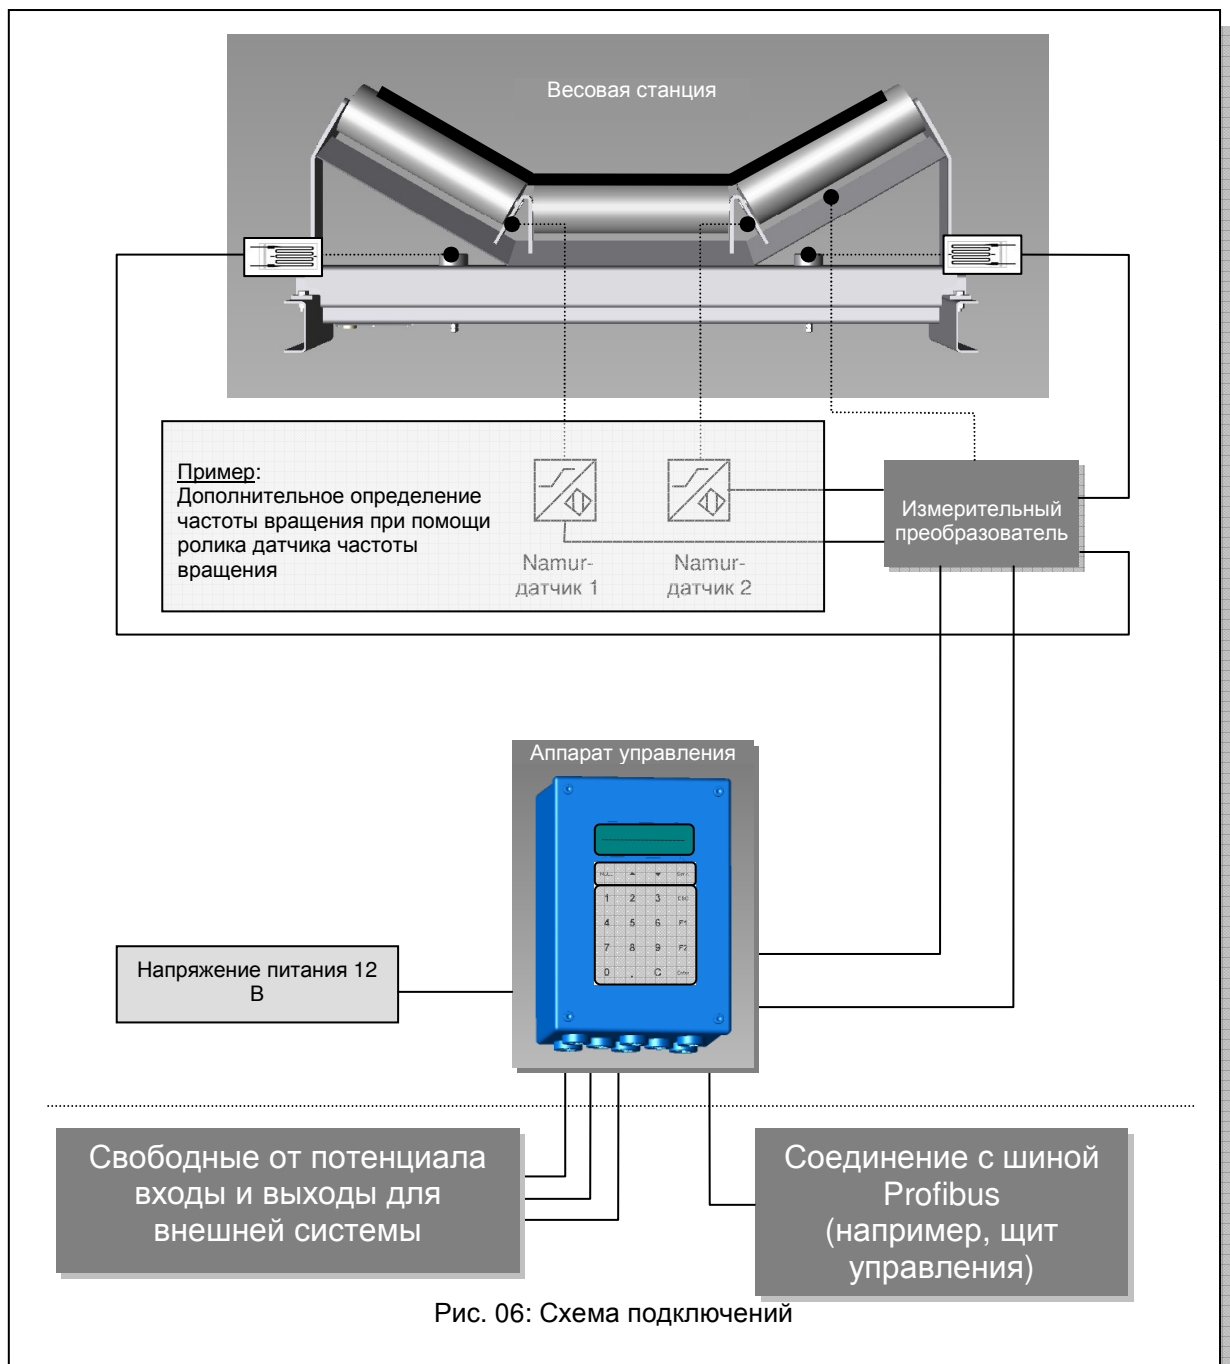 Весовая станция
Пример:
Дополнительное определение
частоты вращения при помощи
ролика датчика частоты
вращения
Namur-
датчик 1
Namur-
датчик 2
Измерительный
преобразователь
Аппарат управления
1 2 3
4 5 6 F1
7 8 9 F2
0 . C Enter
Напряжение питания 12
В
Свободные от потенциала
входы и выходы для
внешней системы
Соединение с шиной
Profibus
(например, щит
управления)
Рис. 06: Схема подключений